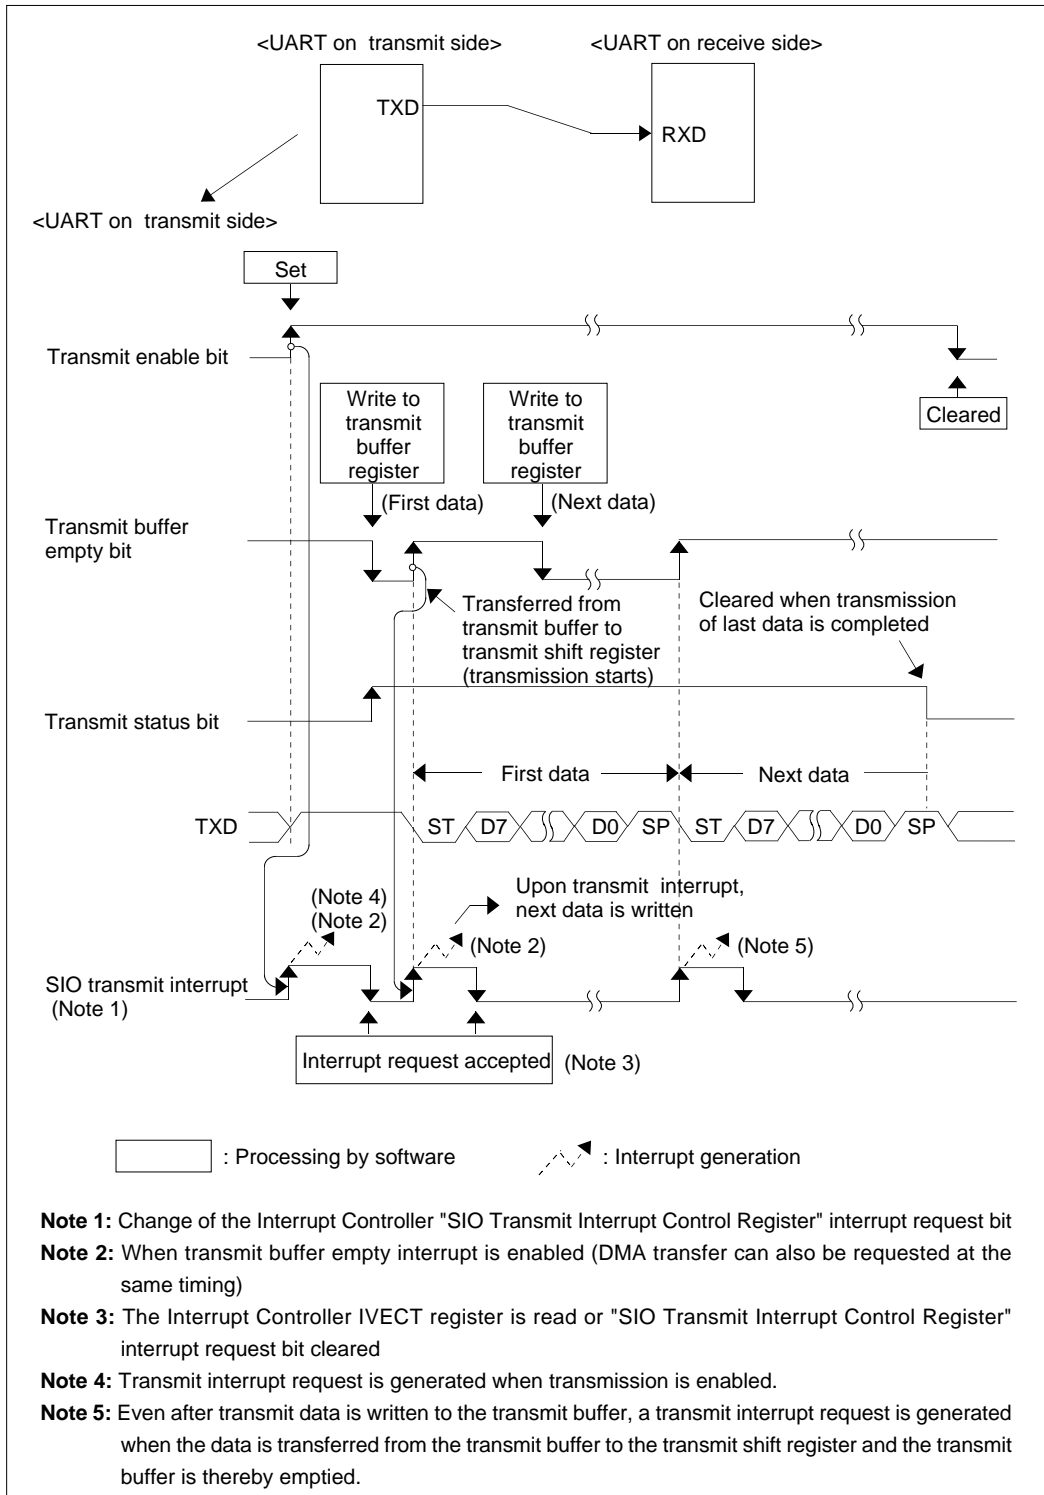 <UART on transmit side>
<UART on receive side>
TXD
RXD
<UART on transmit side>
Set
Transmit enable bit
Cleared
Write to
transmit
buffer
register
Write to
transmit
buffer
register
(First data)
(Next data)
Transmit buffer
empty bit
Transferred from
transmit buffer to
transmit shift register
(transmission starts)
Cleared when transmission
of last data is completed
Transmit status bit
First data
Next data
TXD
ST D7 D0 SP ST D7 D0 SP
(Note 4)
(Note 2)
Upon transmit interrupt,
next data is written
(Note 2)
(Note 5)
SIO transmit interrupt
(Note 1)
Interrupt request accepted
(Note 3)
: Processing by software
: Interrupt generation
Note 1: Change of the Interrupt Controller "SIO Transmit Interrupt Control Register" interrupt request bit
Note 2: When transmit buffer empty interrupt is enabled (DMA transfer can also be requested at the
same timing)
Note 3: The Interrupt Controller IVECT register is read or "SIO Transmit Interrupt Control Register"
interrupt request bit cleared
Note 4: Transmit interrupt request is generated when transmission is enabled.
Note 5: Even after transmit data is written to the transmit buffer, a transmit interrupt request is generated
when the data is transferred from the transmit buffer to the transmit shift register and the transmit
buffer is thereby emptied.